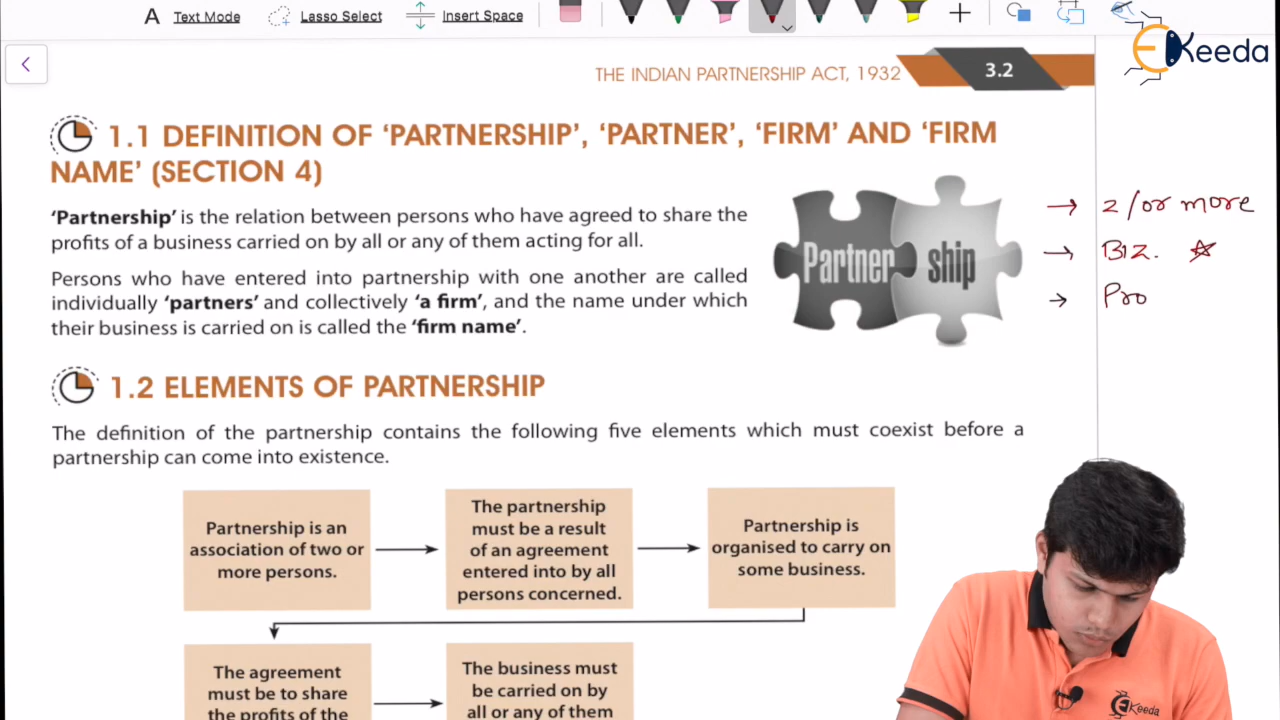 A Text Mode Lasso Select Insert Space
THE INDIAN PARTNERSHIP ACT, 1932 3.2
EKeeda
1.1 DEFINITION OF ‘PARTNERSHIP’, ‘PARTNER’, ‘FIRM’ AND ‘FIRM
NAME’ (SECTION 4)
‘Partnership’ is the relation between persons who have agreed to share the
profits of a business carried on by all or any of them acting for all.
Persons who have entered into partnership with one another are called
individually ‘partners’ and collectively ‘a firm’, and the name under which
their business is carried on is called the ‘firm name’.
Partner ship
→ 2/or more
→ Biz. ☆
→ Pro
1.2 ELEMENTS OF PARTNERSHIP
The definition of the partnership contains the following five elements which must coexist before a
partnership can come into existence.
Partnership is an
association of two or
more persons.
The partnership
must be a result
of an agreement
entered into by all
persons concerned.
Partnership is
organised to carry on
some business.
The agreement
must be to share
the profits of the
The business must
be carried on by
all or any of them
EKeeda